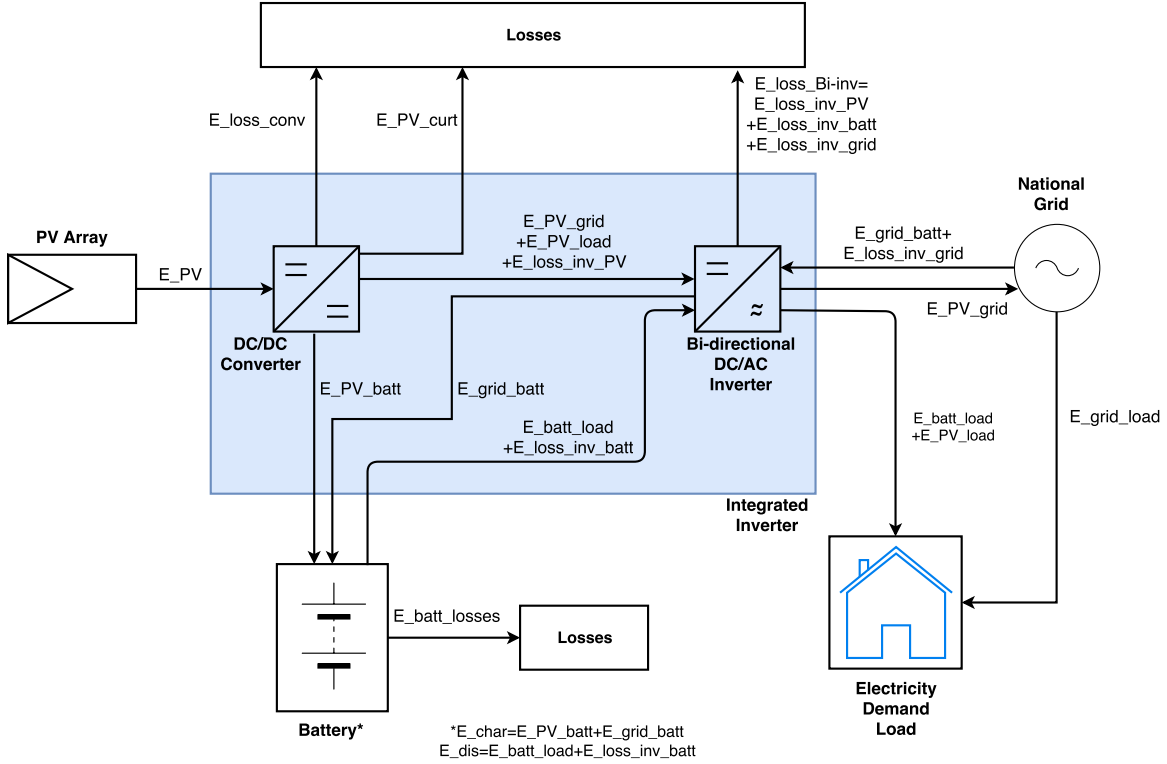 Losses
E_loss_conv
E_PV_curt
E_loss_Bi-inv=
E_loss_inv_PV
+E_loss_inv_batt
+E_loss_inv_grid
National
Grid
PV Array
E_PV
E_PV_grid
+E_PV_load
+E_loss_inv_PV
E_grid_batt+
E_loss_inv_grid
E_PV_grid
DC/DC
Converter
Bi-directional
DC/AC
Inverter
E_PV_batt
E_grid_batt
E_batt_load
+E_loss_inv_batt
E_batt_load
+E_PV_load
E_grid_load
Integrated
Inverter
E_batt_losses
Losses
Battery*
Electricity
Demand
Load
*E_char=E_PV_batt+E_grid_batt
E_dis=E_batt_load+E_loss_inv_batt